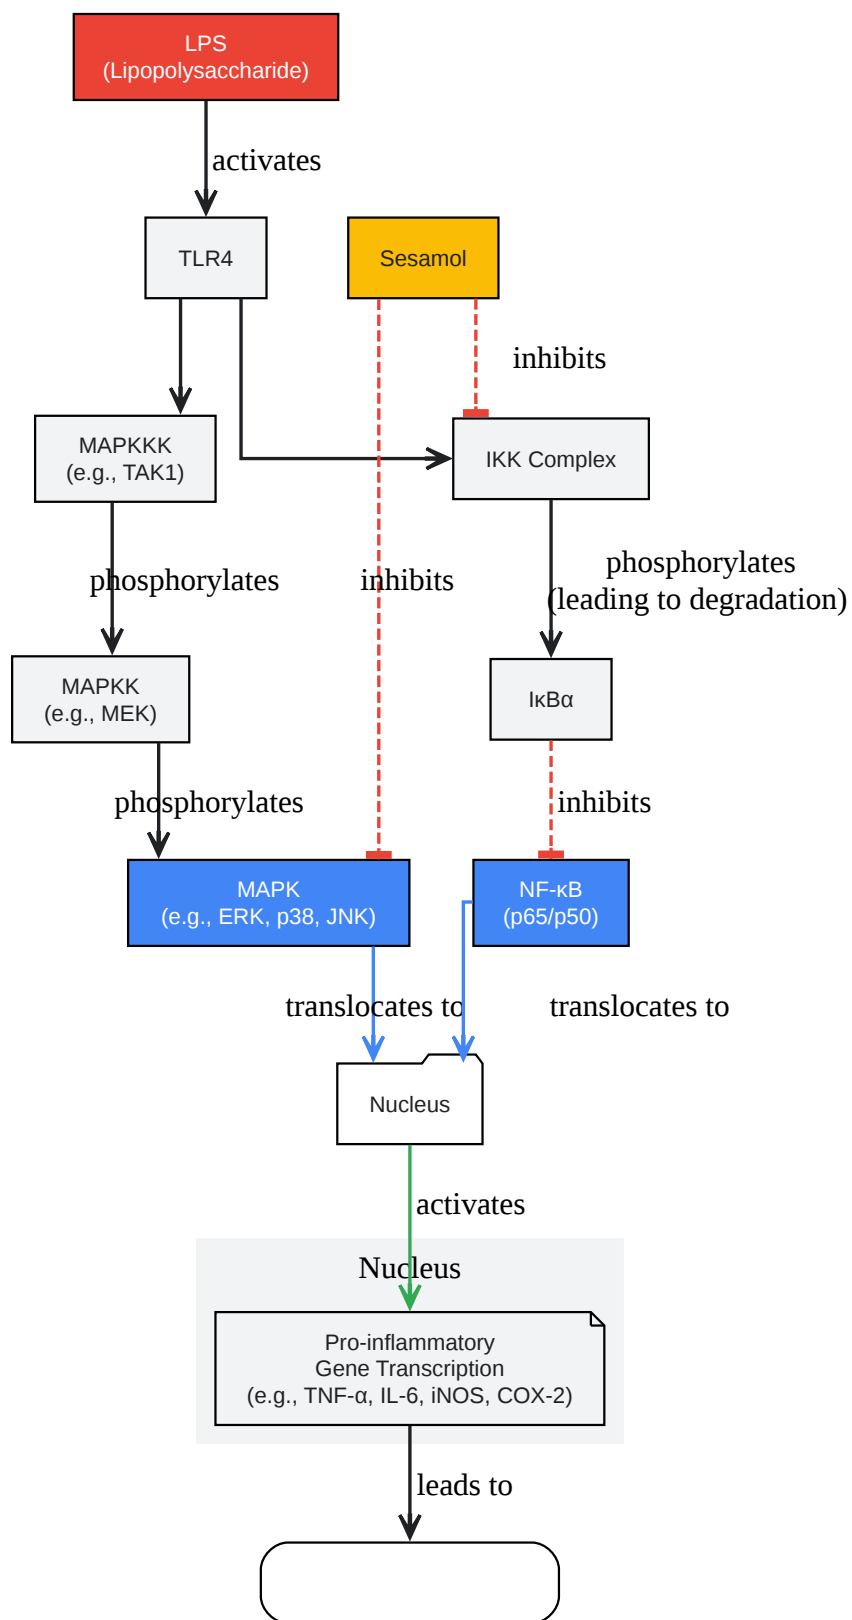 LPS
(Lipopolysaccharide)
activates
TLR4
Sesamol
inhibits
MAPKKK
(e.g., TAK1)
IKK Complex
phosphorylates
inhibits
phosphorylates
(leading to degradation)
MAPKK
(e.g., MEK)
IκBα
phosphorylates
inhibits
MAPK
(e.g., ERK, p38, JNK)
NF-κB
(p65/p50)
translocates to
translocates to
Nucleus
activates
Nucleus
Pro-inflammatory
Gene Transcription
(e.g., TNF-α, IL-6, iNOS, COX-2)
leads to